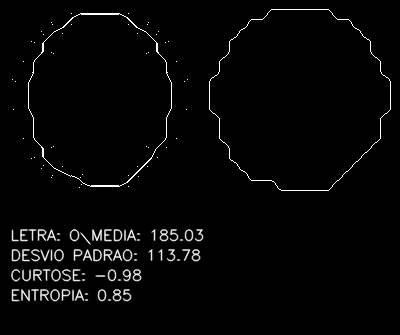 LETRA: O\MEDIA: 185.03
DESVIO PADRAO: 113.78
CURTOSE: -0.98
ENTROPIA: 0.85